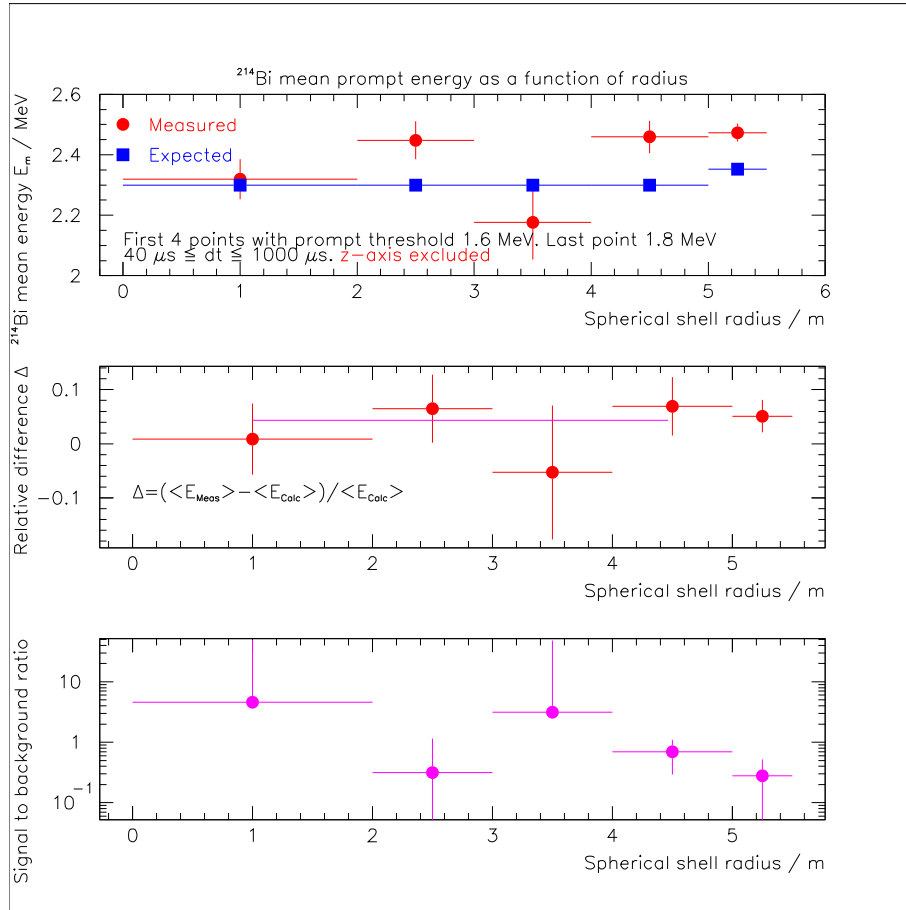 ²¹⁴Bi mean prompt energy as a function of radius
²¹⁴Bi mean energy Eₘ / MeV
2.6
2.4
2.2
2
Measured
Expected
First 4 points with prompt threshold 1.6 MeV. Last point 1.8 MeV
40 μs ≤ dt ≤ 1000 μs. z−axis excluded
0 1 2 3 4 5 6
Spherical shell radius / m
Relative difference Δ
0.1
0
−0.1
Δ=(<E_Meas>−<E_Calc>)/<E_Calc>
0 1 2 3 4 5
Spherical shell radius / m
Signal to background ratio
10
1
10⁻¹
0 1 2 3 4 5
Spherical shell radius / m